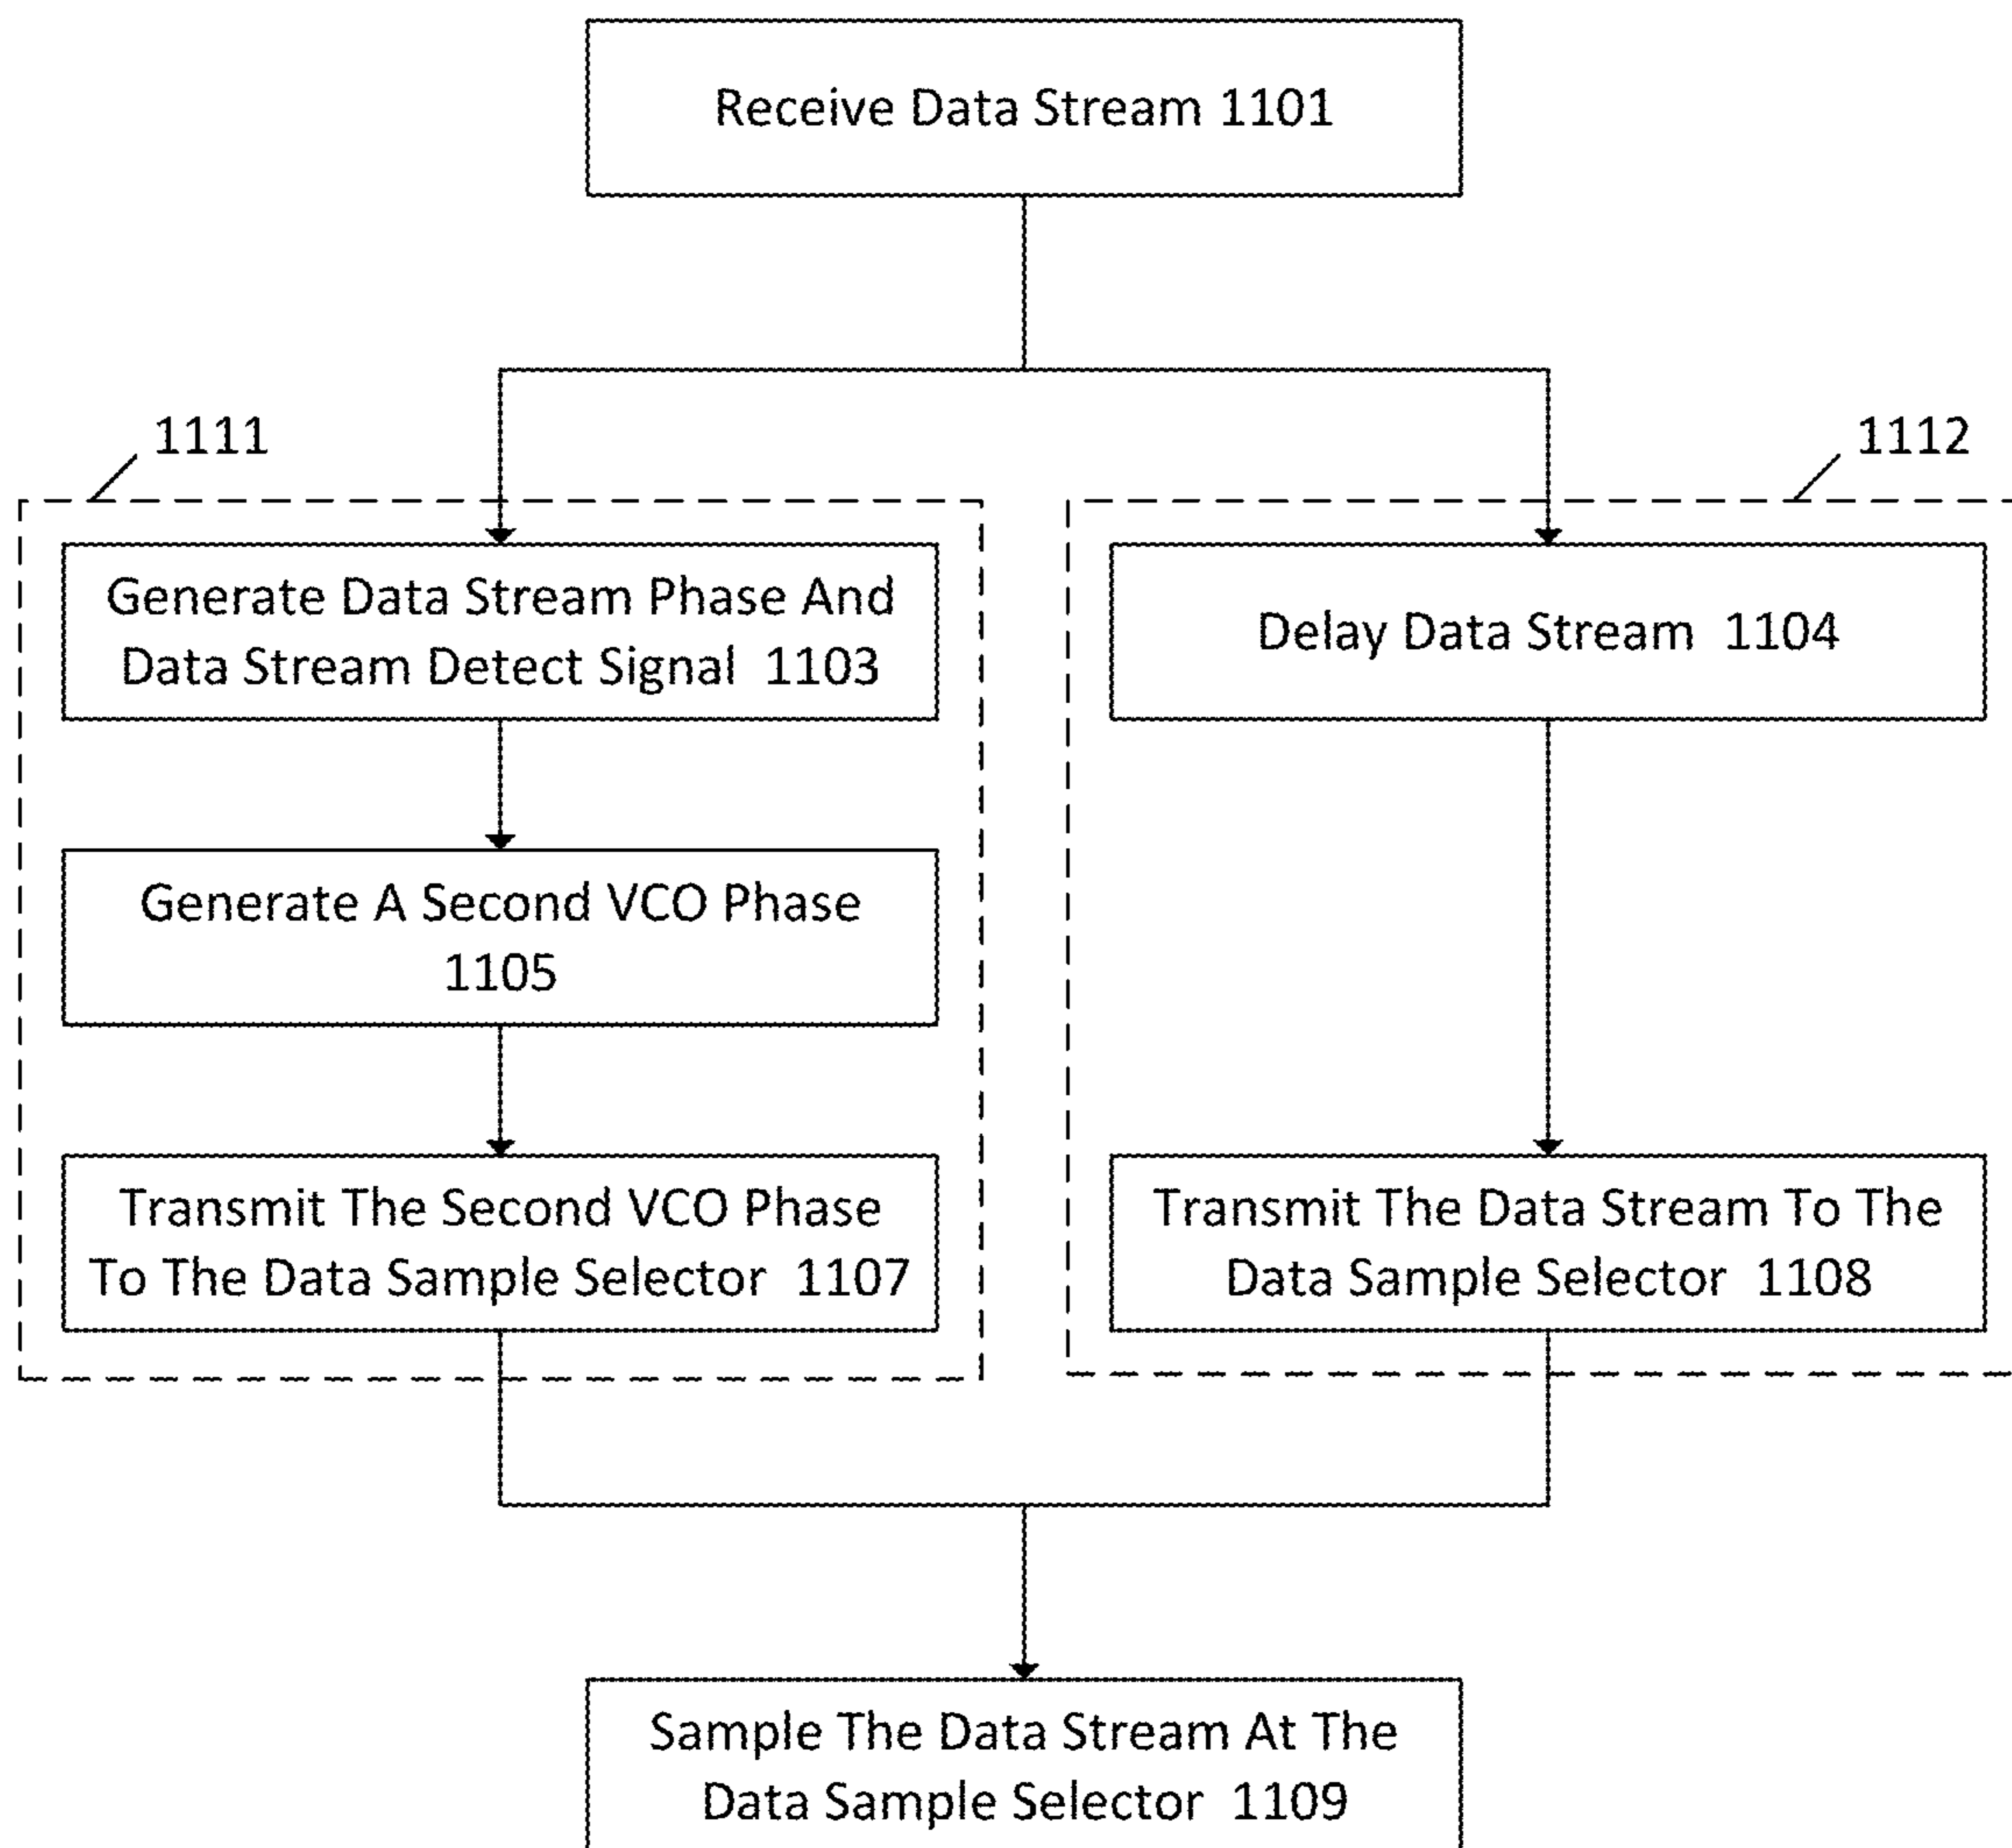 Receive Data Stream 1101
1111
1112
Generate Data Stream Phase And
Data Stream Detect Signal 1103
Delay Data Stream 1104
Generate A Second VCO Phase
1105
Transmit The Second VCO Phase
To The Data Sample Selector 1107
Transmit The Data Stream To The
Data Sample Selector 1108
Sample The Data Stream At The
Data Sample Selector 1109